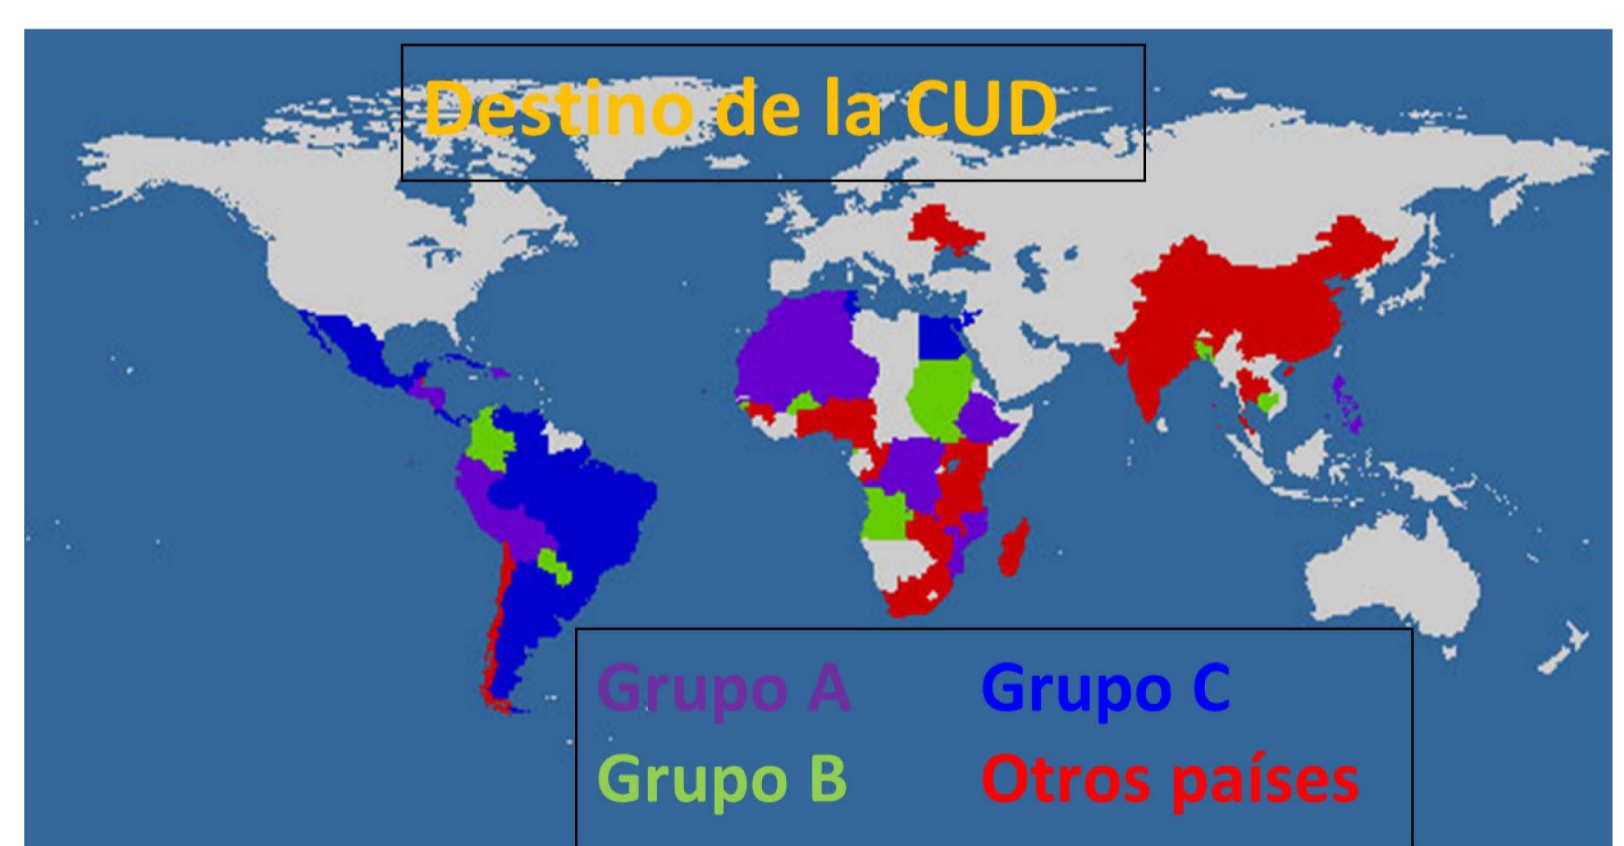 Destino de la CUD
Grupo A
Grupo C
Grupo B
Otros países